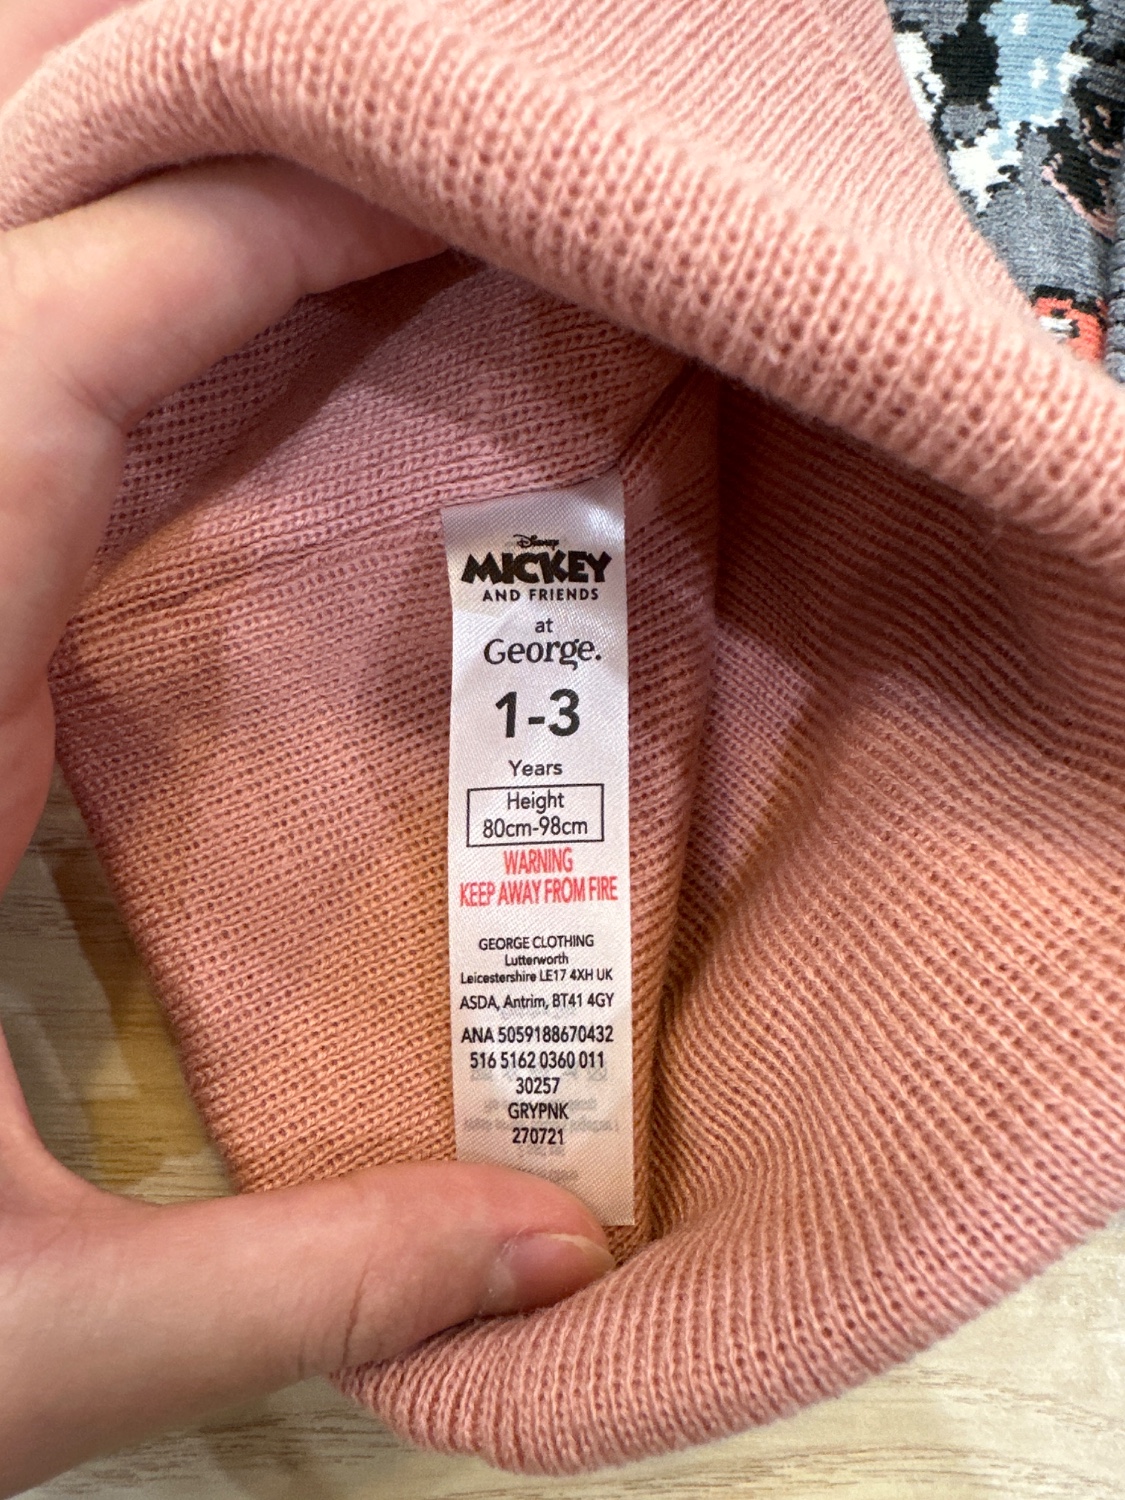 Disney
MICKEY
AND FRIENDS
at
George.
1-3
Years
Height
80cm-98cm
WARNING
KEEP AWAY FROM FIRE
GEORGE CLOTHING
Lutterworth
Leicestershire LE17 4XH UK
ASDA, Antrim, BT41 4GY
ANA 5059188670432
516 5162 0360 011
30257
GRYPNK
270721